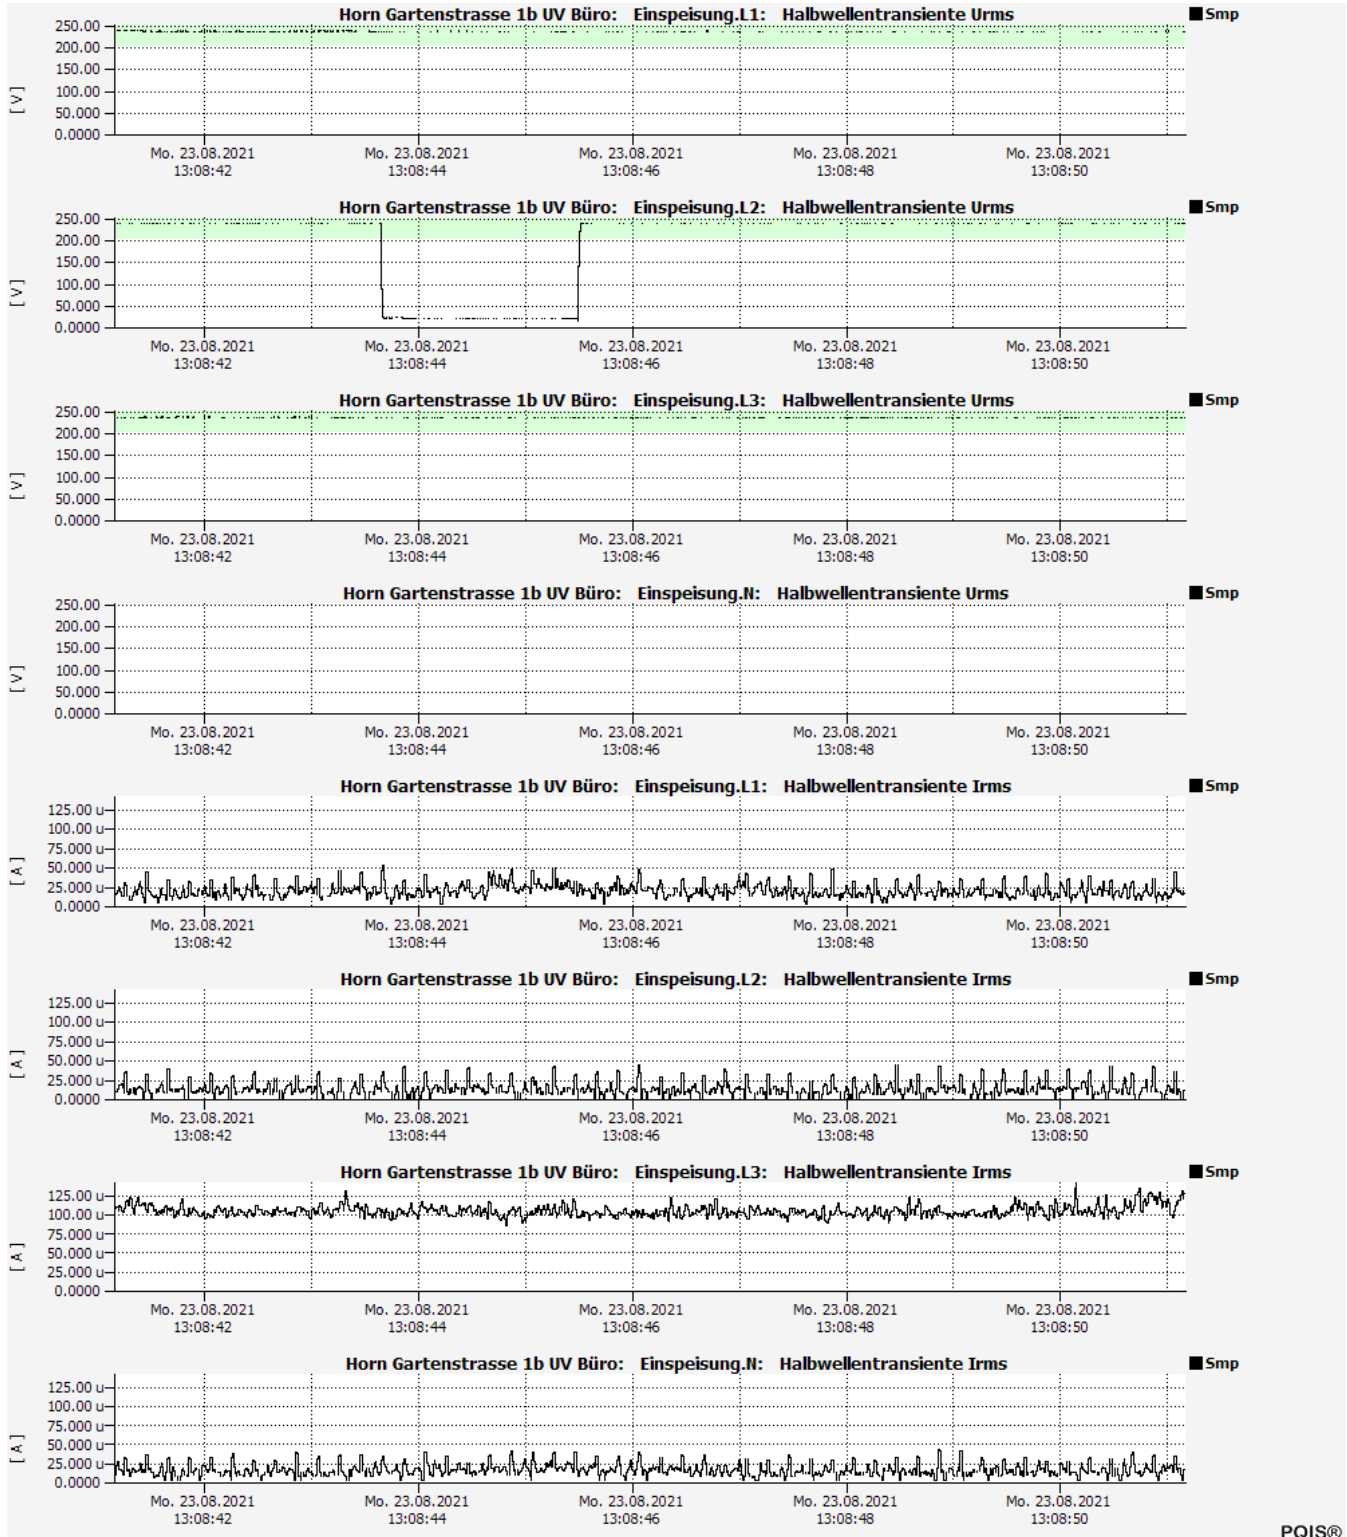 Horn Gartenstrasse 1b UV Büro: Einspeisung.L1: Halbwellentransiente Urms
Smp
250.00
200.00
150.00
100.00
50.000
0.0000
[ V ]
Mo. 23.08.2021 Mo. 23.08.2021 Mo. 23.08.2021 Mo. 23.08.2021 Mo. 23.08.2021
13:08:42 13:08:44 13:08:46 13:08:48 13:08:50
Horn Gartenstrasse 1b UV Büro: Einspeisung.L2: Halbwellentransiente Urms
Smp
250.00
200.00
150.00
100.00
50.000
0.0000
[ V ]
Mo. 23.08.2021 Mo. 23.08.2021 Mo. 23.08.2021 Mo. 23.08.2021 Mo. 23.08.2021
13:08:42 13:08:44 13:08:46 13:08:48 13:08:50
Horn Gartenstrasse 1b UV Büro: Einspeisung.L3: Halbwellentransiente Urms
Smp
250.00
200.00
150.00
100.00
50.000
0.0000
[ V ]
Mo. 23.08.2021 Mo. 23.08.2021 Mo. 23.08.2021 Mo. 23.08.2021 Mo. 23.08.2021
13:08:42 13:08:44 13:08:46 13:08:48 13:08:50
Horn Gartenstrasse 1b UV Büro: Einspeisung.N: Halbwellentransiente Urms
Smp
250.00
200.00
150.00
100.00
50.000
0.0000
[ V ]
Mo. 23.08.2021 Mo. 23.08.2021 Mo. 23.08.2021 Mo. 23.08.2021 Mo. 23.08.2021
13:08:42 13:08:44 13:08:46 13:08:48 13:08:50
Horn Gartenstrasse 1b UV Büro: Einspeisung.L1: Halbwellentransiente Irms
Smp
125.00 u
100.00 u
75.000 u
50.000 u
25.000 u
0.0000
[ A ]
Mo. 23.08.2021 Mo. 23.08.2021 Mo. 23.08.2021 Mo. 23.08.2021 Mo. 23.08.2021
13:08:42 13:08:44 13:08:46 13:08:48 13:08:50
Horn Gartenstrasse 1b UV Büro: Einspeisung.L2: Halbwellentransiente Irms
Smp
125.00 u
100.00 u
75.000 u
50.000 u
25.000 u
0.0000
[ A ]
Mo. 23.08.2021 Mo. 23.08.2021 Mo. 23.08.2021 Mo. 23.08.2021 Mo. 23.08.2021
13:08:42 13:08:44 13:08:46 13:08:48 13:08:50
Horn Gartenstrasse 1b UV Büro: Einspeisung.L3: Halbwellentransiente Irms
Smp
125.00 u
100.00 u
75.000 u
50.000 u
25.000 u
0.0000
[ A ]
Mo. 23.08.2021 Mo. 23.08.2021 Mo. 23.08.2021 Mo. 23.08.2021 Mo. 23.08.2021
13:08:42 13:08:44 13:08:46 13:08:48 13:08:50
Horn Gartenstrasse 1b UV Büro: Einspeisung.N: Halbwellentransiente Irms
Smp
125.00 u
100.00 u
75.000 u
50.000 u
25.000 u
0.0000
[ A ]
Mo. 23.08.2021 Mo. 23.08.2021 Mo. 23.08.2021 Mo. 23.08.2021 Mo. 23.08.2021
13:08:42 13:08:44 13:08:46 13:08:48 13:08:50
PQIS®